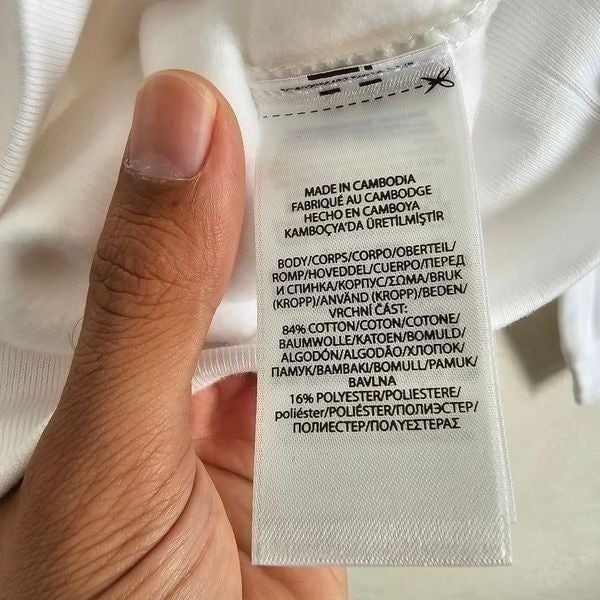 MADE IN CAMBODIA
FABRIQUÉ AU CAMBODGE
HECHO EN CAMBOYA
KAMBOÇYA'DA ÜRETİLMİŞTİR
BODY/CORPS/CORPO/OBERTEIL/
ROMP/HOVEDDEL/CUERPO/ПЕРЕД
И СПИНКА/КОРПУС/ΣΩΜΑ/BRUK
(KROPP)/ANVÄND (KROPP)/BEDEN/
VRCHNÍ ČÁST:
84% COTTON/COTON/COTONE/
BAUMWOLLE/KATOEN/BOMULD/
ALGODÓN/ALGODÃO/ХЛОПОК/
ПАМУК/ΒΑΜΒΑΚΙ/BOMULL/PAMUK/
BAVLNA
16% POLYESTER/POLIESTERE/
poliéster/POLIÉSTER/ПОЛИЭСТЕР/
ПОЛИЕСТЕР/ΠΟΛΥΕΣΤΕΡΑΣ